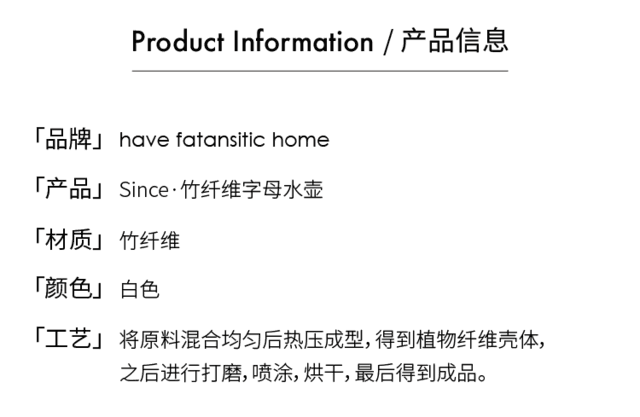 Product Information / 产品信息
「品牌」 have fatansitic home
「产品」 Since·竹纤维字母水壶
「材质」 竹纤维
「颜色」 白色
「工艺」 将原料混合均匀后热压成型,得到植物纤维壳体,
之后进行打磨,喷涂,烘干,最后得到成品。